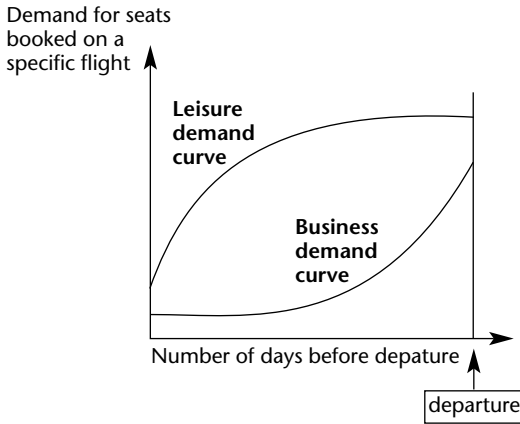 Demand for seats
booked on a
specific flight
Leisure
demand
curve
Business
demand
curve
Number of days before depature
departure